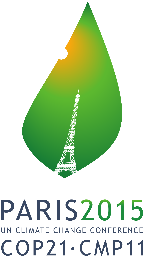 PARIS2015
UN CLIMATE CHANGE CONFERENCE
COP21·CMP11